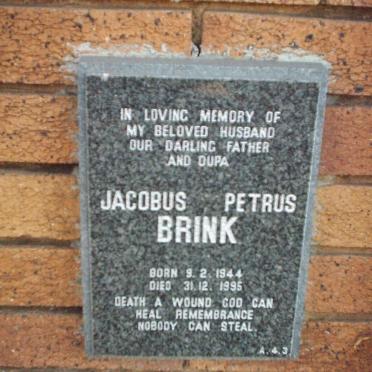 IN LOVING MEMORY OF
MY BELOVED HUSBAND
OUR DARLING FATHER
AND OUPA
JACOBUS PETRUS
BRINK
BORN 9.2.1944
DIED 31.12.1995
DEATH A WOUND GOD CAN
HEAL REMEMBRANCE
NOBODY CAN STEAL.
A.4.3